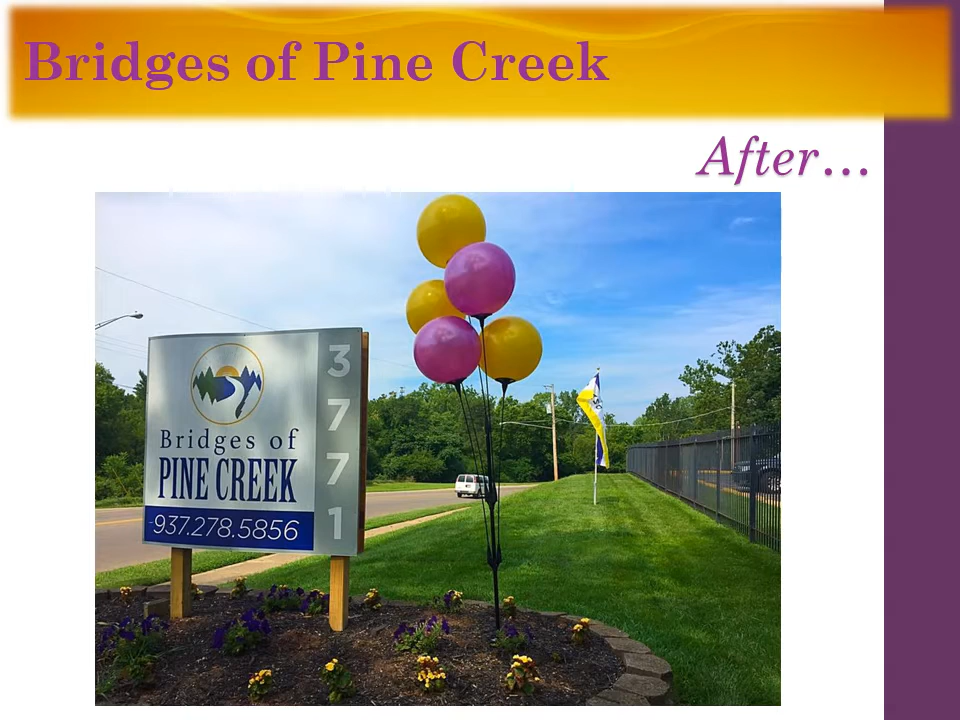 Bridges of Pine Creek
After…
Bridges of
PINE CREEK
937.278.5856
3
7
7
1